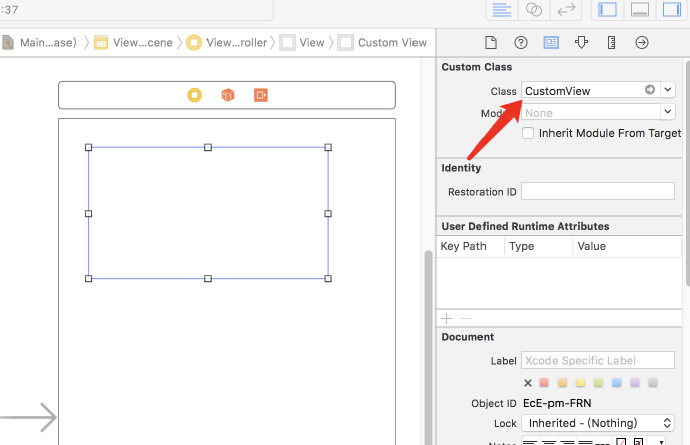 :37
Main...ase) 〉 View...cene 〉 View...roller 〉 View 〉 Custom View
Custom Class
Class CustomView
None
Inherit Module From Target
Identity
Restoration ID
User Defined Runtime Attributes
Key Path Type Value
Document
Label Xcode Specific Label
Object ID EcE-pm-FRN
Lock Inherited - (Nothing)